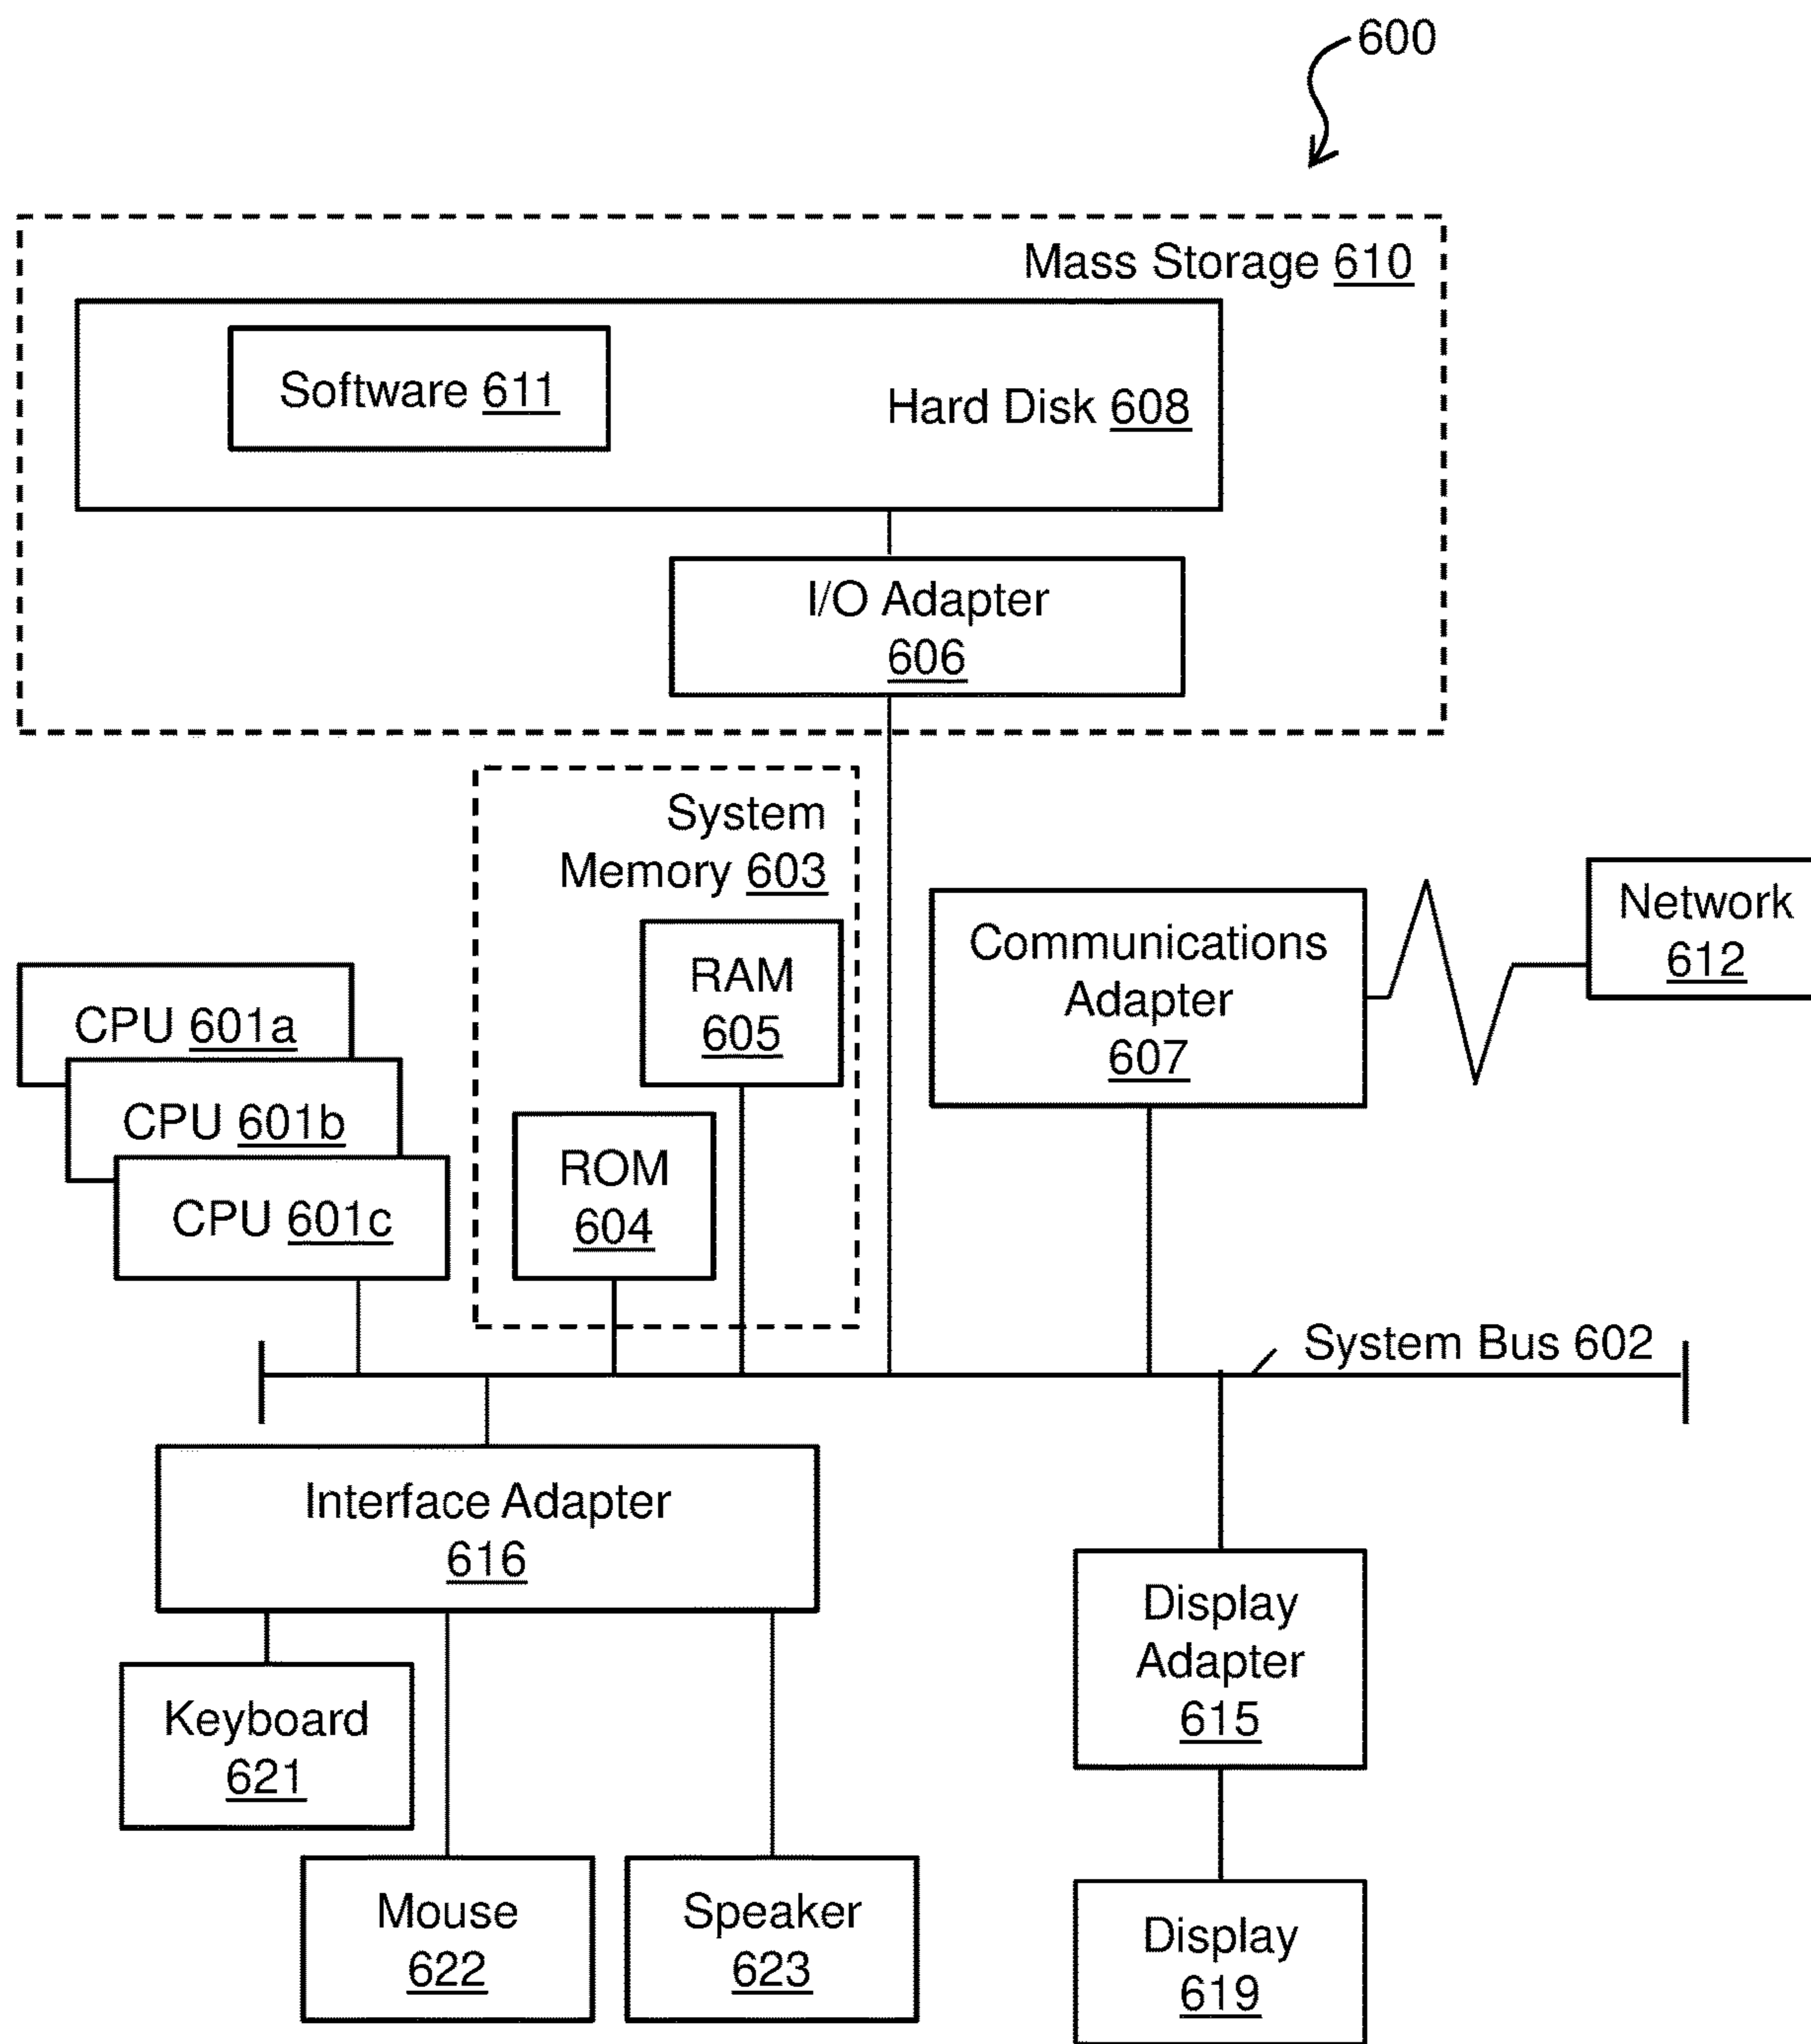 600
Mass Storage 610
Software 611
Hard Disk 608
I/O Adapter
606
System
Memory 603
RAM
605
ROM
604
Communications
Adapter
607
Network
612
CPU 601a
CPU 601b
CPU 601c
System Bus 602
Interface Adapter
616
Keyboard
621
Mouse
622
Speaker
623
Display
Adapter
615
Display
619